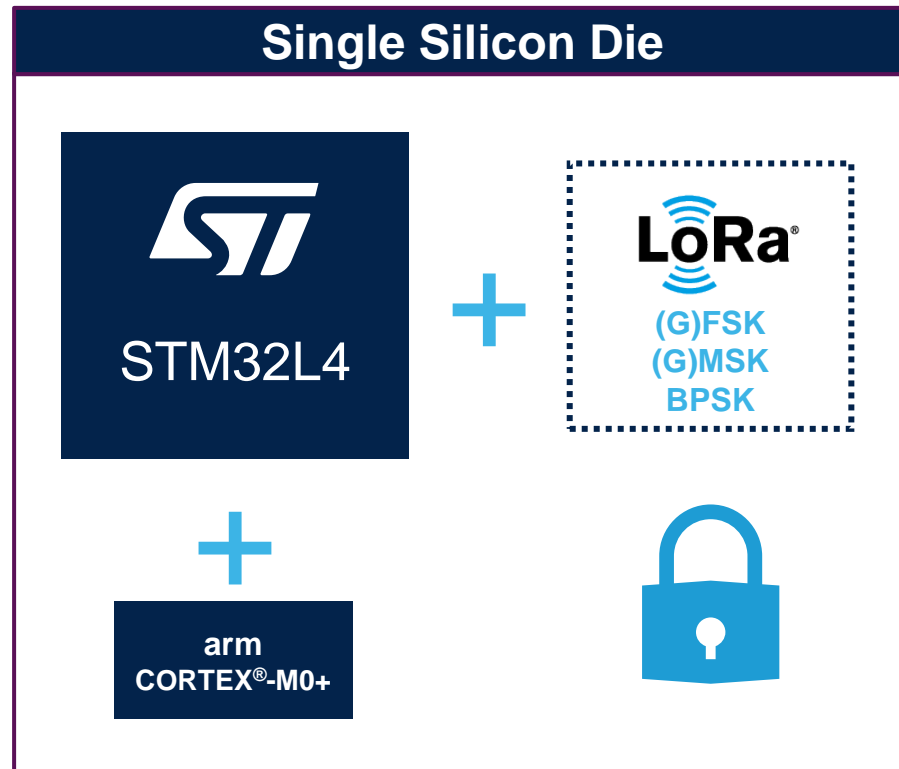 Single Silicon Die
ST
STM32L4
LoRa®
(G)FSK
(G)MSK
BPSK
arm
CORTEX®-M0+